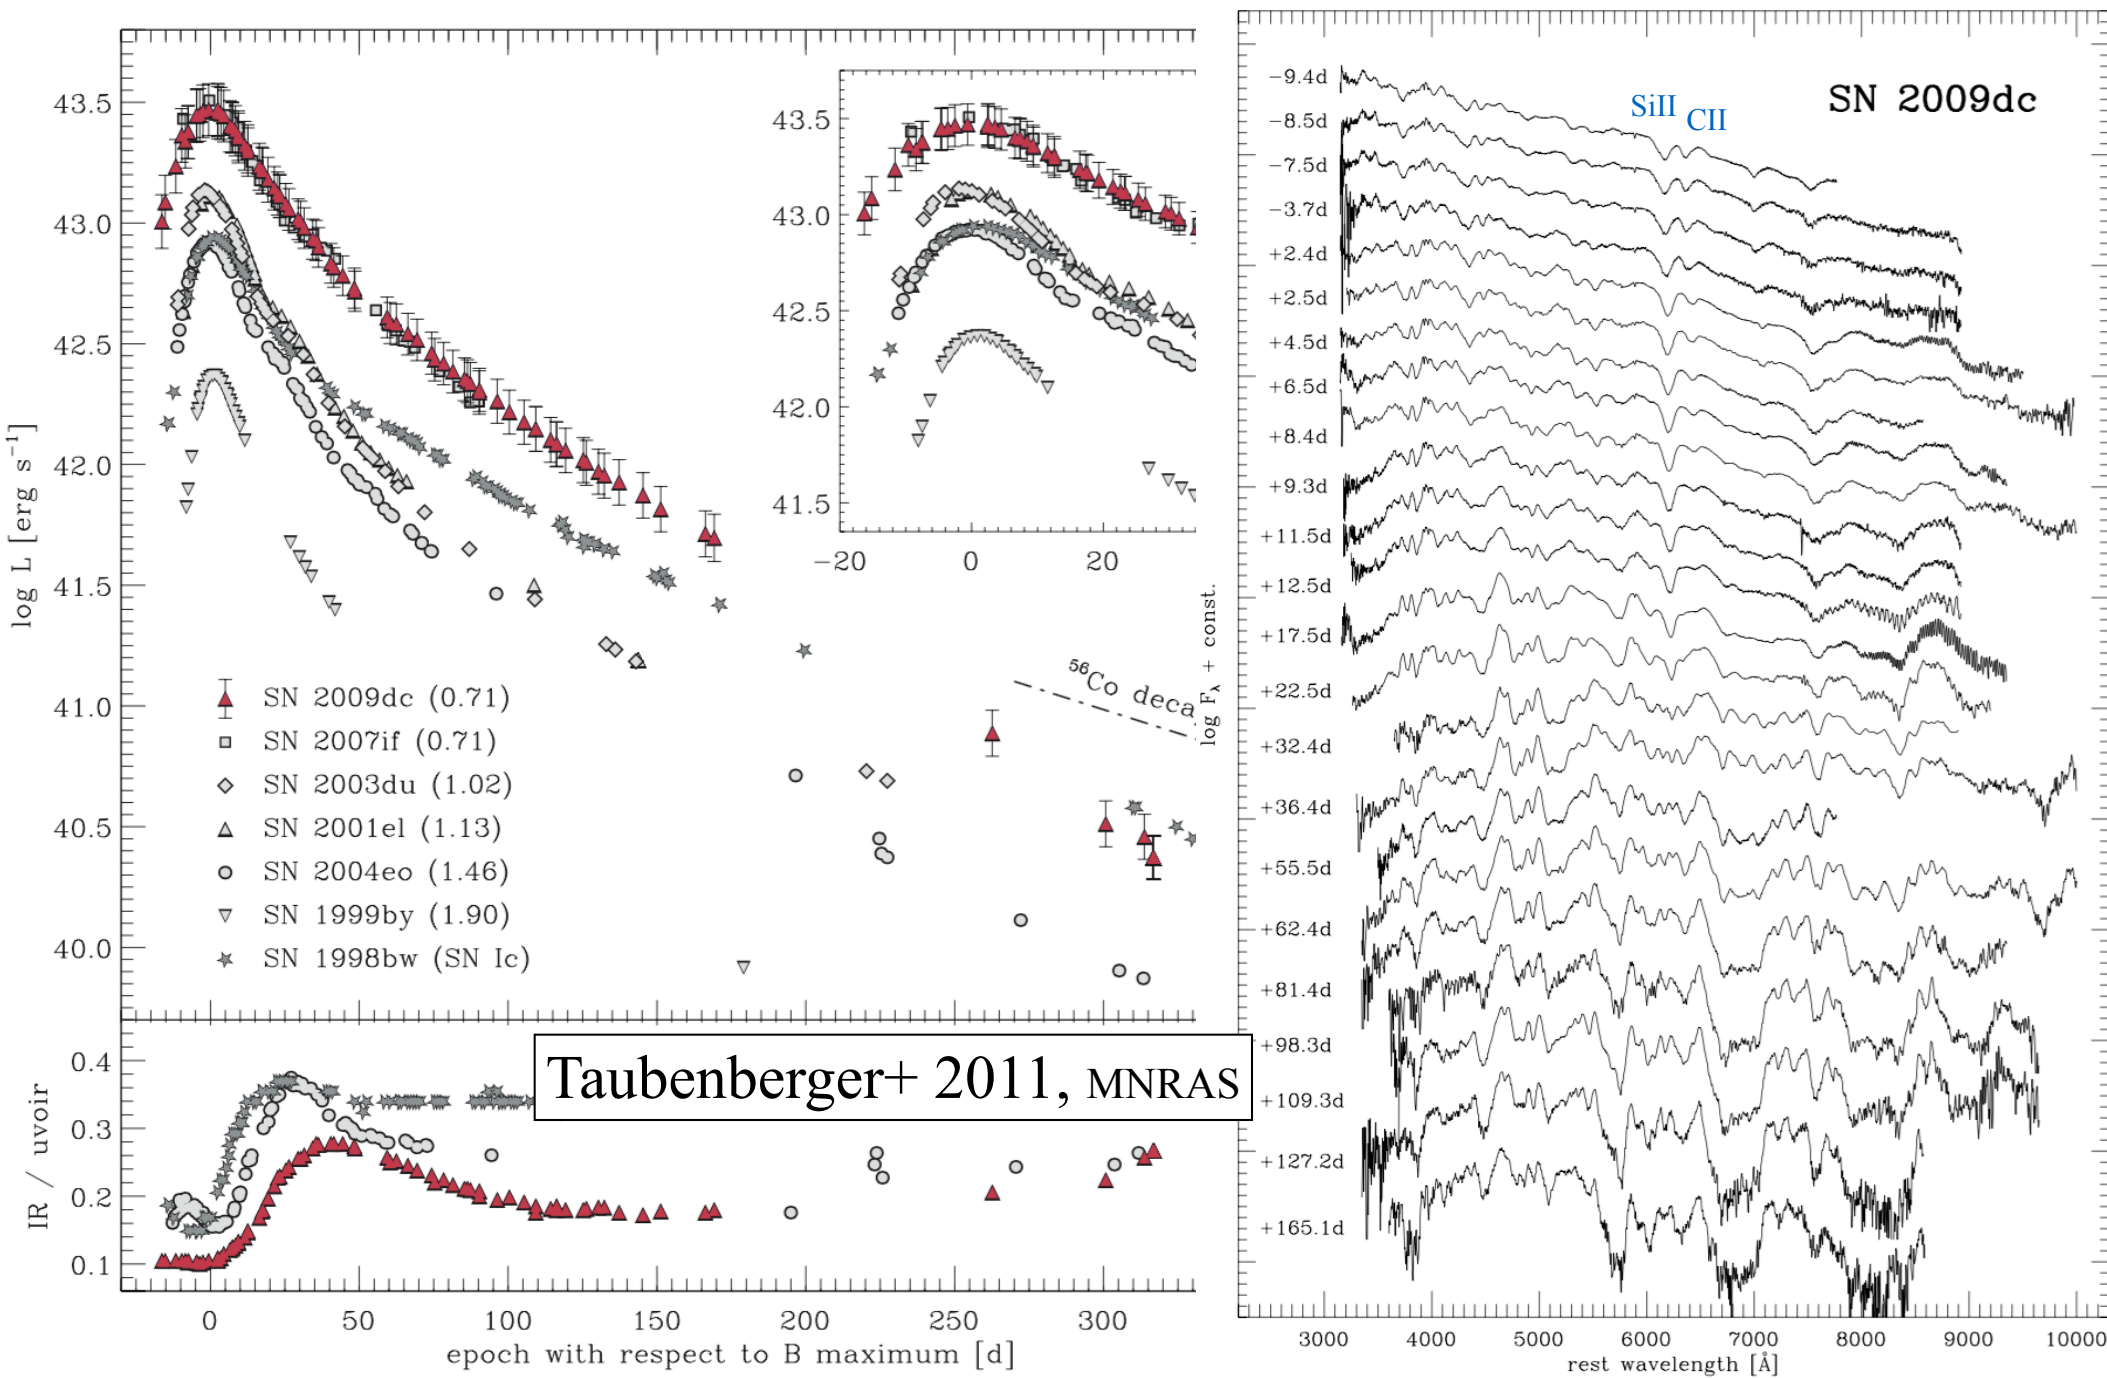 43.5
43.0
42.5
42.0
41.5
41.0
40.5
40.0
log L [erg s⁻¹]
SN 2009dc (0.71)
SN 2007if (0.71)
SN 2003du (1.02)
SN 2001el (1.13)
SN 2004eo (1.46)
SN 1999by (1.90)
SN 1998bw (SN Ic)
43.5
43.0
42.5
42.0
41.5
−20
0
20
⁵⁶Co deca
0.4
0.3
0.2
0.1
IR / uvoir
Taubenberger+ 2011, MNRAS
0
50
100
150
200
250
300
epoch with respect to B maximum [d]
log F_λ + const.
SN 2009dc
SiII
CII
−9.4d
−8.5d
−7.5d
−3.7d
+2.4d
+2.5d
+4.5d
+6.5d
+8.4d
+9.3d
+11.5d
+12.5d
+17.5d
+22.5d
+32.4d
+36.4d
+55.5d
+62.4d
+81.4d
+98.3d
+109.3d
+127.2d
+165.1d
3000
4000
5000
6000
7000
8000
9000
10000
rest wavelength [Å]